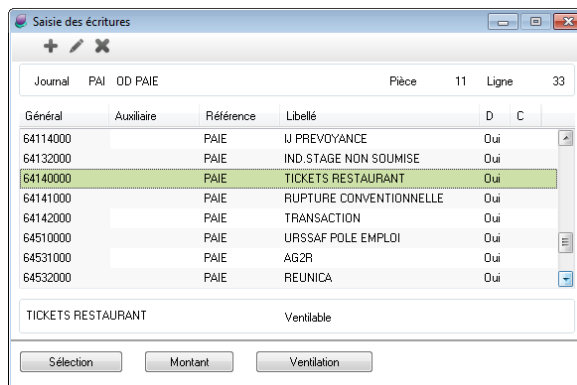 Saisie des écritures
Journal PAI OD PAIE Pièce 11 Ligne 33
Général Auxiliaire Référence Libellé D C
64114000 PAIE IJ PREVOYANCE Oui
64132000 PAIE IND.STAGE NON SOUMISE Oui
64140000 PAIE TICKETS RESTAURANT Oui
64141000 PAIE RUPTURE CONVENTIONNELLE Oui
64142000 PAIE TRANSACTION Oui
64510000 PAIE URSSAF POLE EMPLOI Oui
64531000 PAIE AG2R Oui
64532000 PAIE REUNICA Oui
TICKETS RESTAURANT Ventilable
Sélection Montant Ventilation